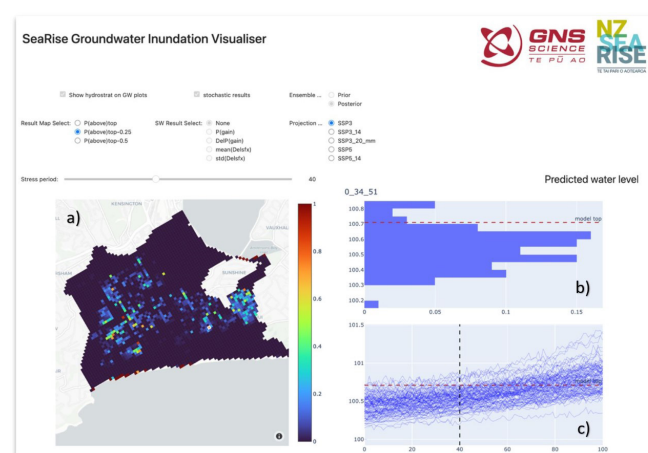 SeaRise Groundwater Inundation Visualiser
GNS
SCIENCE
TE PŪ AO
NZ
SEA
RISE
TE TAI PARI O AOTEAROA
Show hydrostrat on GW plots
stochastic results
Ensemble ...
Prior
Posterior
Result Map Select:
P(above)top
P(above)top-0.25
P(above)top-0.5
SW Result Select:
None
P(gain)
DelP(gain)
mean(Delsfx)
std(Delsfx)
Projection ...
SSP3
SSP3_14
SSP3_20_mm
SSP5
SSP5_14
Stress period:
40
Predicted water level
a)
KENSINGTON
VAUXHALL
SUNSHINE
1
0.8
0.6
0.4
0.2
0
0_34_51
100.8
100.7
100.6
100.5
100.4
100.3
100.2
model top
b)
0
0.05
0.1
0.15
101.5
101
100
model top
c)
0
20
40
60
80
100